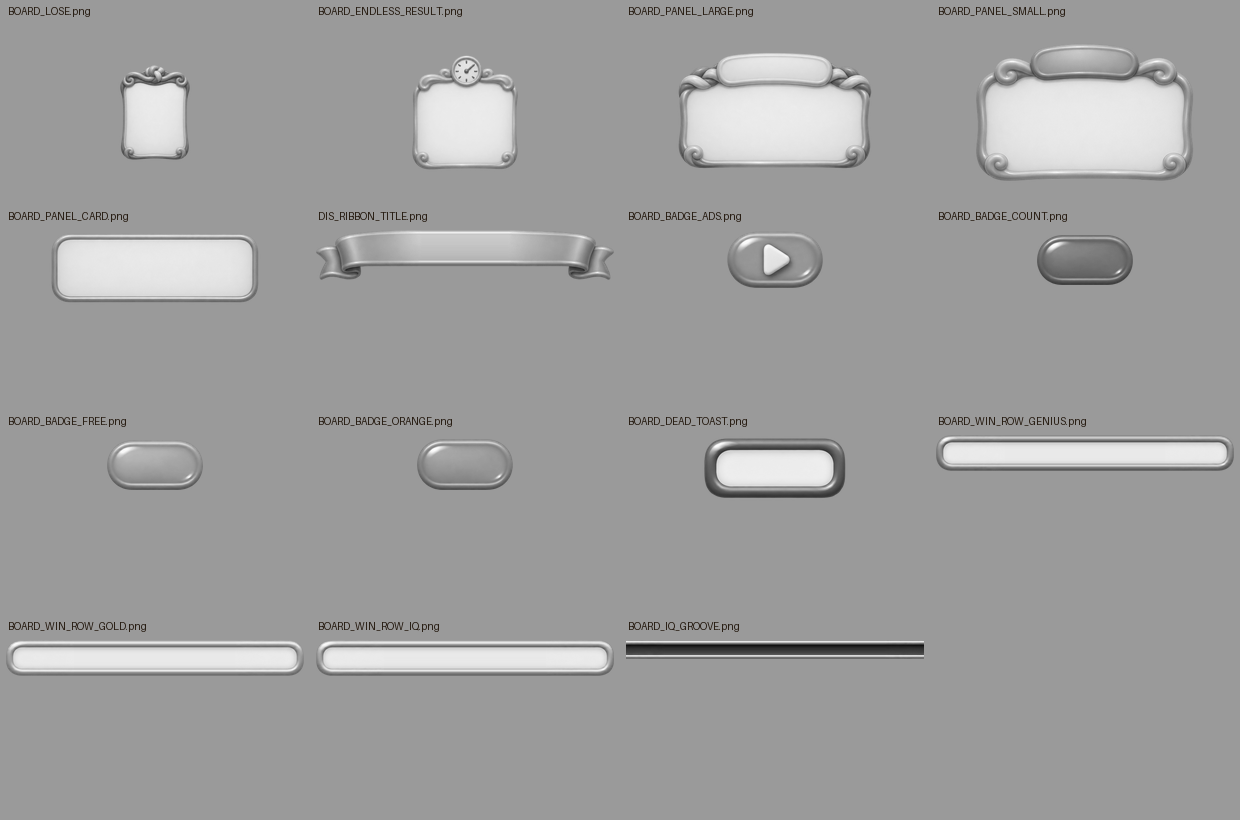 BOARD_LOSE.png
BOARD_ENDLESS_RESULT.png
BOARD_PANEL_LARGE.png
BOARD_PANEL_SMALL.png
BOARD_PANEL_CARD.png
DIS_RIBBON_TITLE.png
BOARD_BADGE_ADS.png
BOARD_BADGE_COUNT.png
BOARD_BADGE_FREE.png
BOARD_BADGE_ORANGE.png
BOARD_DEAD_TOAST.png
BOARD_WIN_ROW_GENIUS.png
BOARD_WIN_ROW_GOLD.png
BOARD_WIN_ROW_IQ.png
BOARD_IQ_GROOVE.png